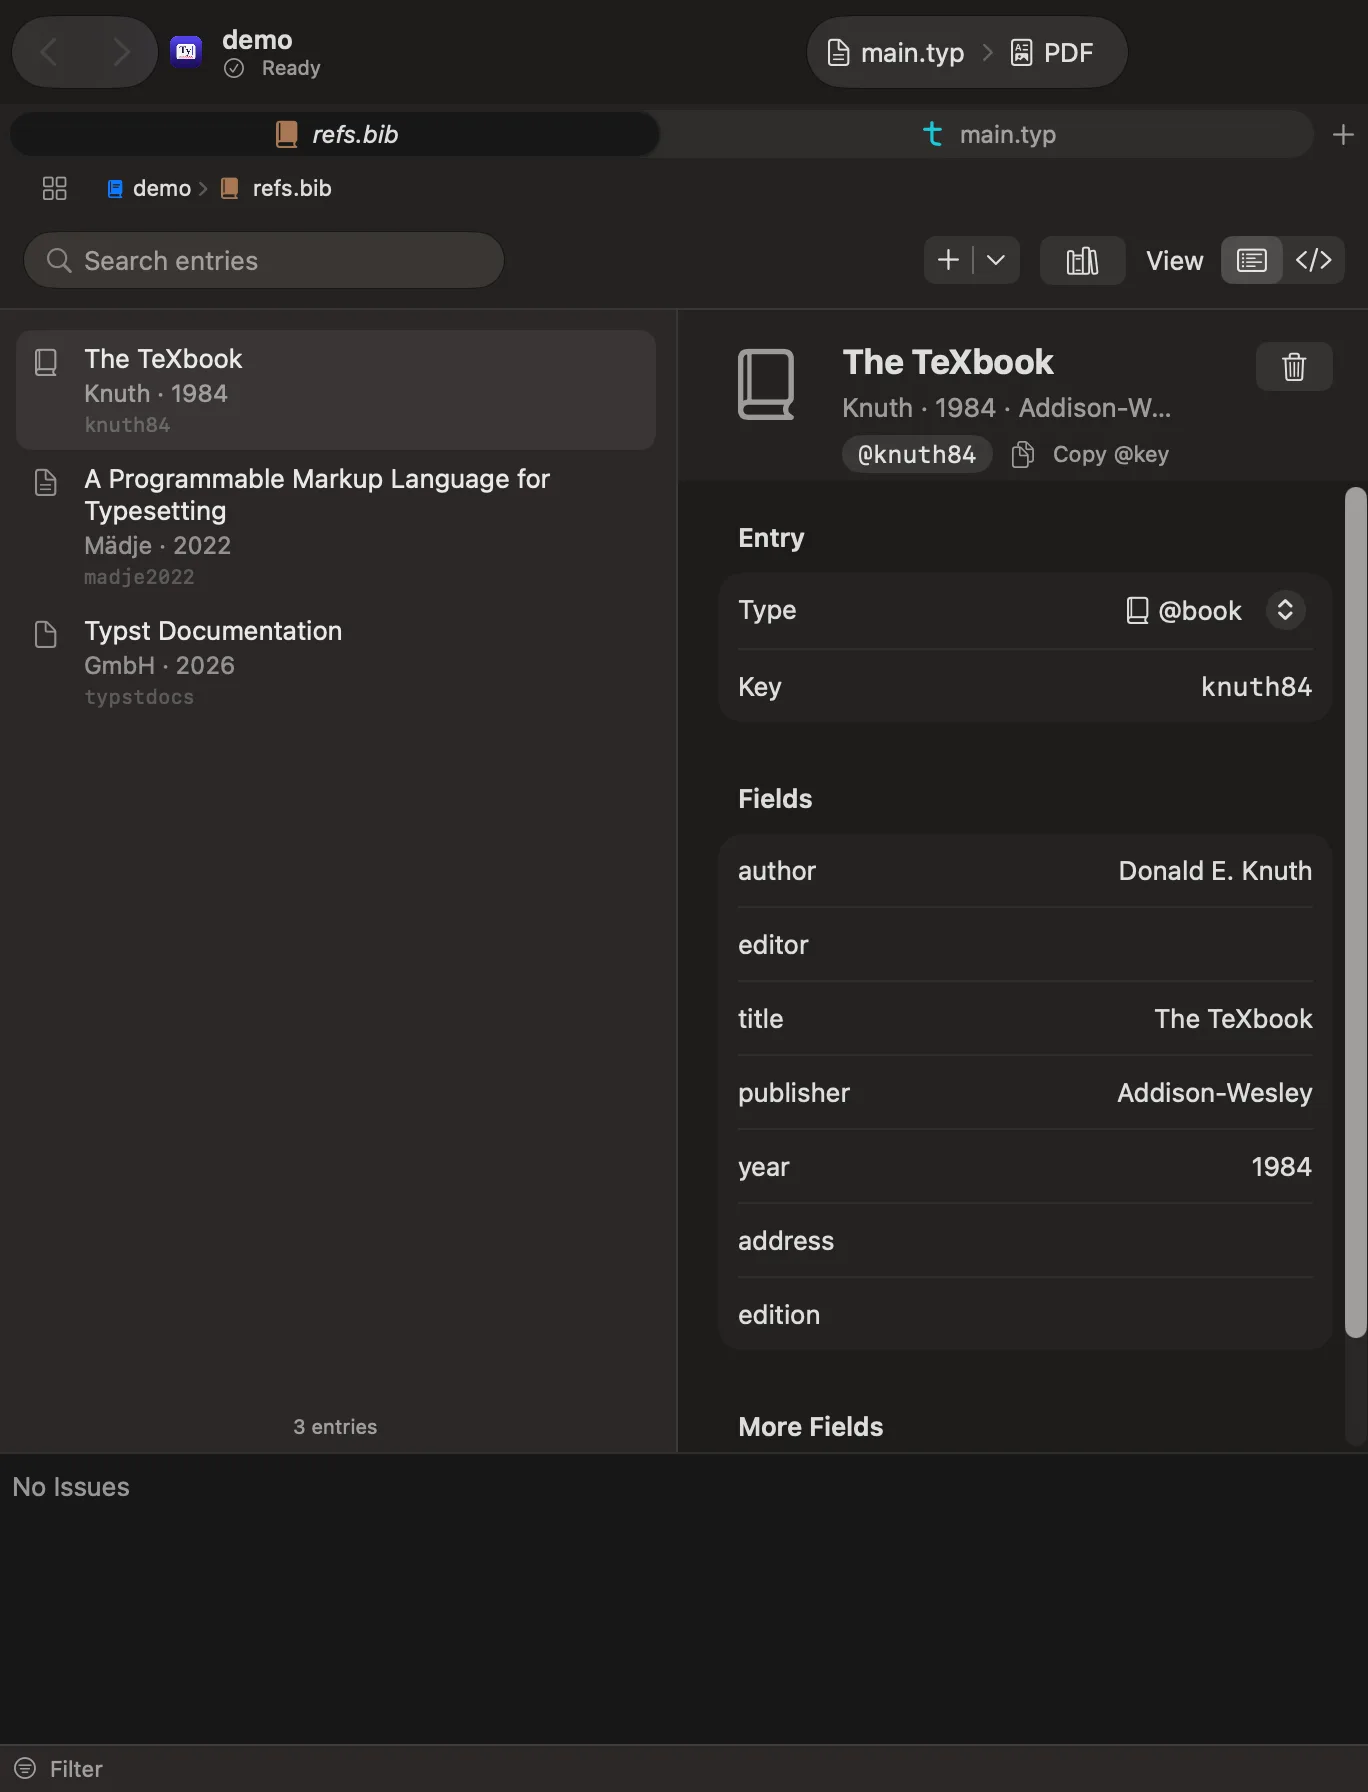 demo
Ready
main.typ
PDF
refs.bib
main.typ
demo
refs.bib
Search entries
View
The TeXbook
Knuth · 1984
knuth84
A Programmable Markup Language for
Typesetting
Mädje · 2022
madje2022
Typst Documentation
GmbH · 2026
typstdocs
3 entries
The TeXbook
Knuth · 1984 · Addison-W...
@knuth84
Copy @key
Entry
Type
@book
Key
knuth84
Fields
author
Donald E. Knuth
editor
title
The TeXbook
publisher
Addison-Wesley
year
1984
address
edition
More Fields
No Issues
Filter